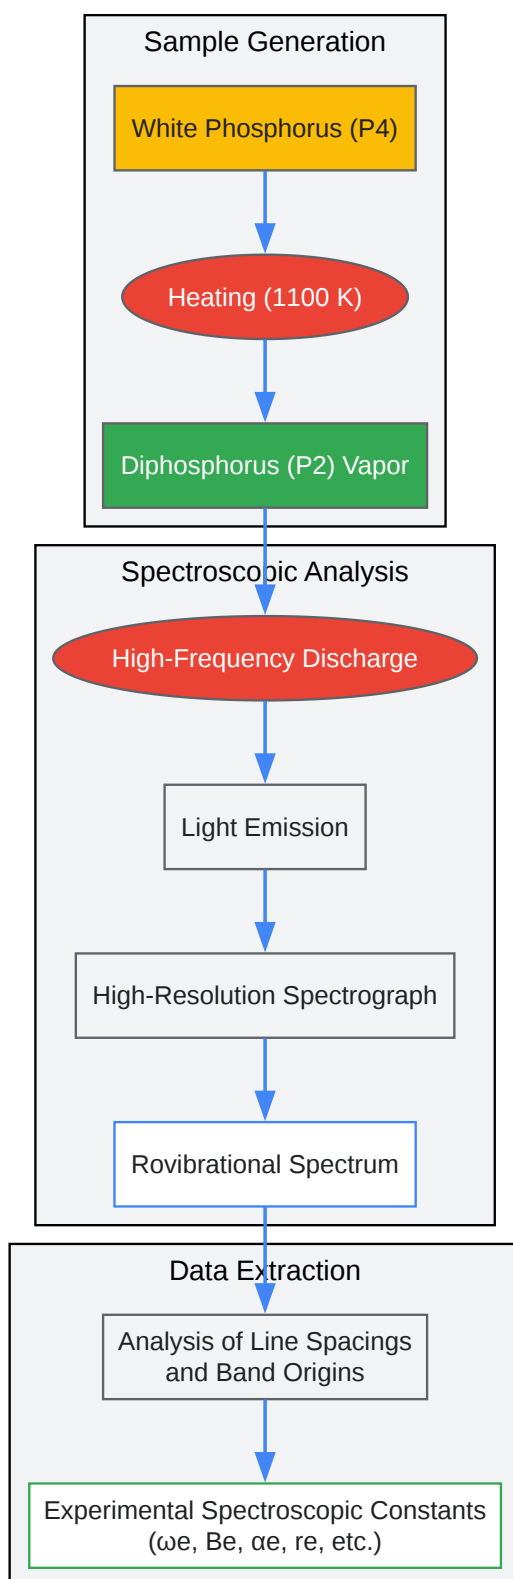 Sample Generation
White Phosphorus (P4)
Heating (1100 K)
Diphosphorus (P2) Vapor
Spectroscopic Analysis
High-Frequency Discharge
Light Emission
High-Resolution Spectrograph
Rovibrational Spectrum
Data Extraction
Analysis of Line Spacings
and Band Origins
Experimental Spectroscopic Constants
(ωe, Be, αe, re, etc.)